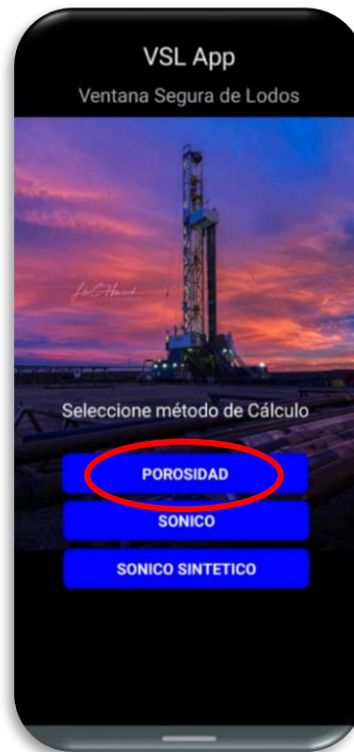 VSL App
Ventana Segura de Lodos
Seleccione método de Cálculo
POROSIDAD
SONICO
SONICO SINTETICO